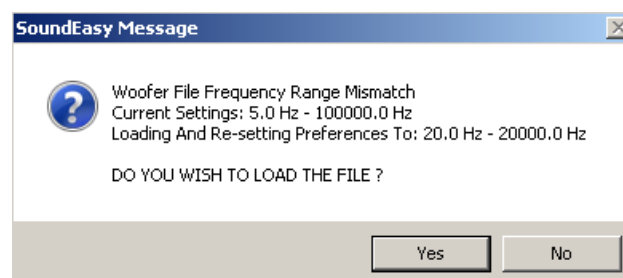 SoundEasy Message
Woofer File Frequency Range Mismatch
Current Settings: 5.0 Hz - 100000.0 Hz
Loading And Re-setting Preferences To: 20.0 Hz - 20000.0 Hz
DO YOU WISH TO LOAD THE FILE ?
Yes No